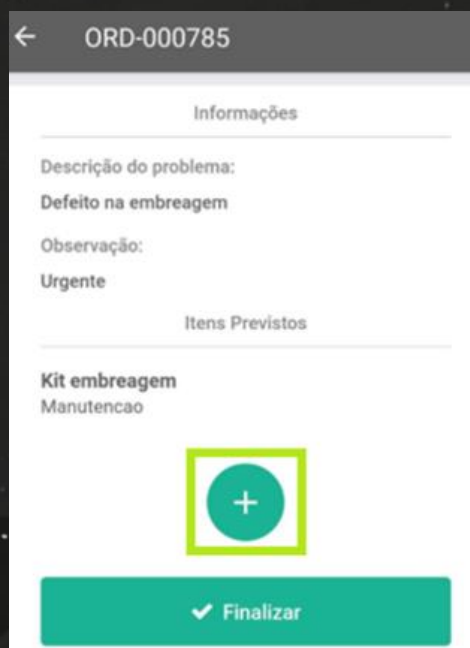 ORD-000785
Informações
Descrição do problema:
Defeito na embreagem
Observação:
Urgente
Itens Previstos
Kit embreagem
Manutencao
+
Finalizar